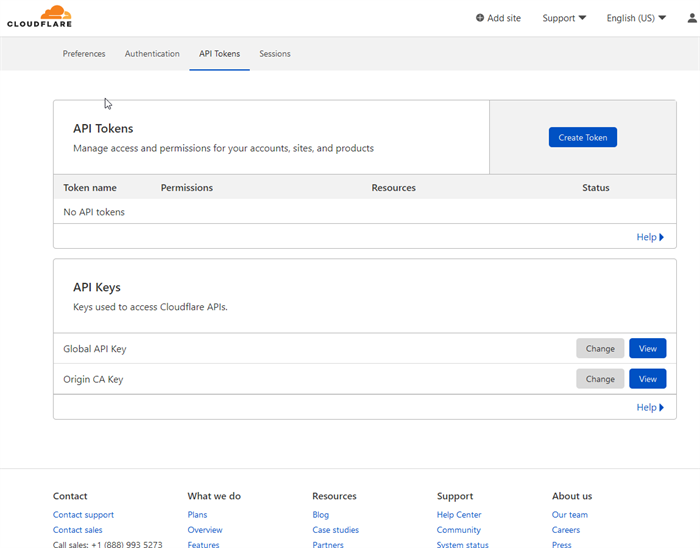 CLOUDFLARE
Add site Support English (US)
Preferences Authentication API Tokens Sessions
API Tokens
Manage access and permissions for your accounts, sites, and products
Create Token
Token name Permissions Resources Status
No API tokens
Help
API Keys
Keys used to access Cloudflare APIs.
Global API Key Change View
Origin CA Key Change View
Help
Contact What we do Resources Support About us
Contact support Plans Blog Help Center Our team
Contact sales Overview Case studies Community Careers
Call sales: +1 (888) 993 5273 Features Partners System status Press